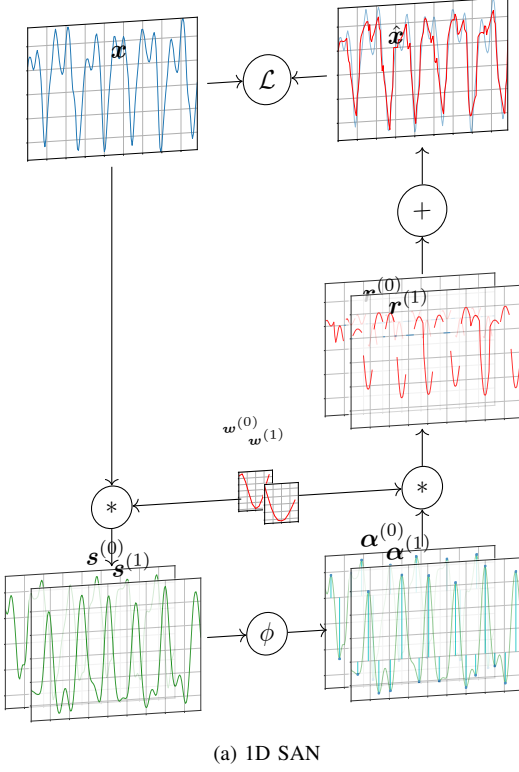 x
x̂
ℒ
+
r⁽⁰⁾
r⁽¹⁾
w⁽⁰⁾
w⁽¹⁾
*
*
s⁽⁰⁾
s⁽¹⁾
α⁽⁰⁾
α⁽¹⁾
ϕ
(a) 1D SAN